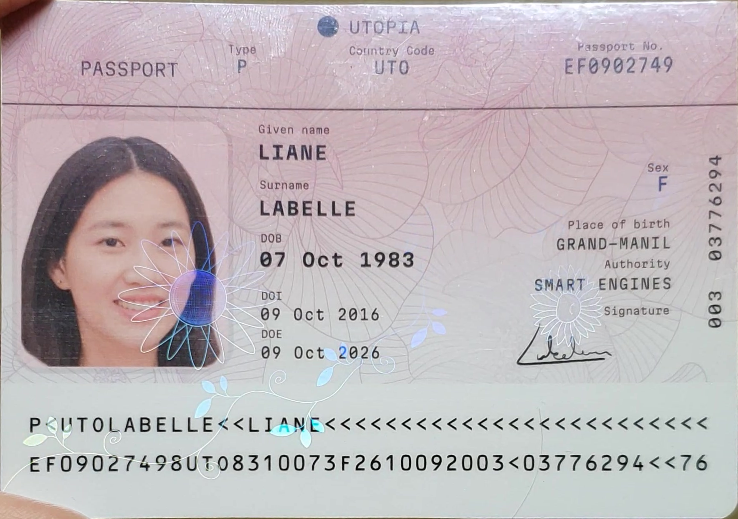 UTOPIA
PASSPORT
Type
P
Country Code
UTO
Passport No.
EF0902749
Given name
LIANE
Surname
LABELLE
DOB
07 Oct 1983
DOI
09 Oct 2016
DOE
09 Oct 2026
Sex
F
Place of birth
GRAND-MANIL
Authority
SMART ENGINES
Signature
003 03776294
P<UTOLABELLE<<LIANE<<<<<<<<<<<<<<<<<<<<<<<<<
EF09027498UTO8310073F2610092003<03776294<<76